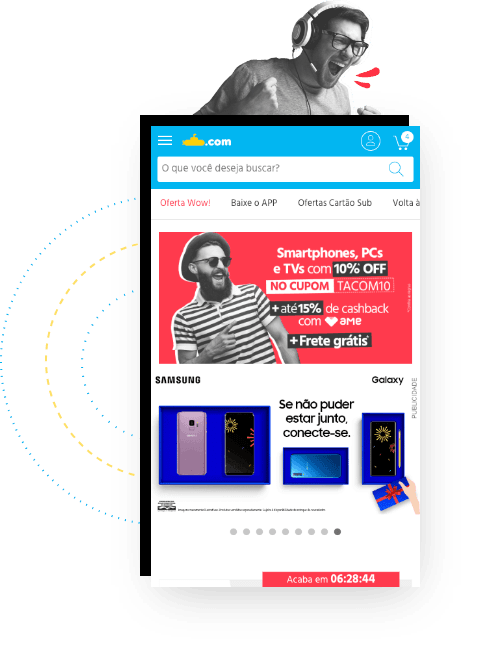 .com
6
O que você deseja buscar?
Oferta Wow! Baixe o APP Ofertas Cartão Sub Volta à
Smartphones, PCs
e TVs com 10% OFF
NO CUPOM TACOM10
+ até 15% de cashback
com ame
+ Frete grátis*
SAMSUNG Galaxy
PUBLICIDADE
Se não puder
estar junto,
conecte-se.
Acaba em 06:28:44